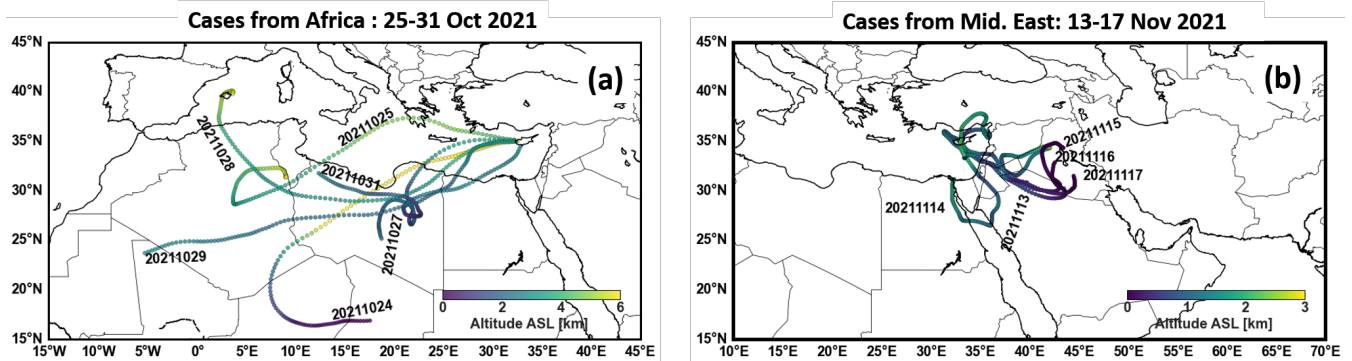 Cases from Africa : 25-31 Oct 2021
(a)
45°N
40°N
35°N
30°N
25°N
20°N
15°N
20211025
20211028
20211031
20211027
20211029
20211024
0 2 4 6
Altitude ASL [km]
15°W 10°W 5°W 0° 5°E 10°E 15°E 20°E 25°E 30°E 35°E 40°E 45°E
Cases from Mid. East: 13-17 Nov 2021
(b)
45°N
40°N
35°N
30°N
25°N
20°N
15°N
20211115
20211116
20211117
20211114
20211113
0 1 2 3
Altitude ASL [km]
10°E 15°E 20°E 25°E 30°E 35°E 40°E 45°E 50°E 55°E 60°E 65°E 70°E